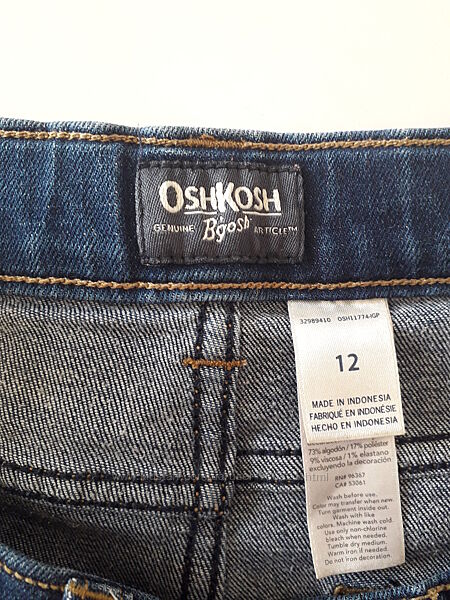 OSHKOSH
GENUINE B'gosh ARTICLE™
32989410 OSH11774-IGP
12
MADE IN INDONESIA
FABRIQUÉ EN INDONÉSIE
HECHO EN INDONESIA
73% algodón / 17% poliéster
9% viscosa / 1% elastano
excluyendo la decoración
RN# 96367
CA# 53061
Wash before use.
Color may transfer when new.
Turn garment inside out.
Wash with like
colors. Machine wash cold.
Use only non-chlorine
bleach when needed.
Tumble dry medium.
Warm iron if needed.
Do not iron decoration.